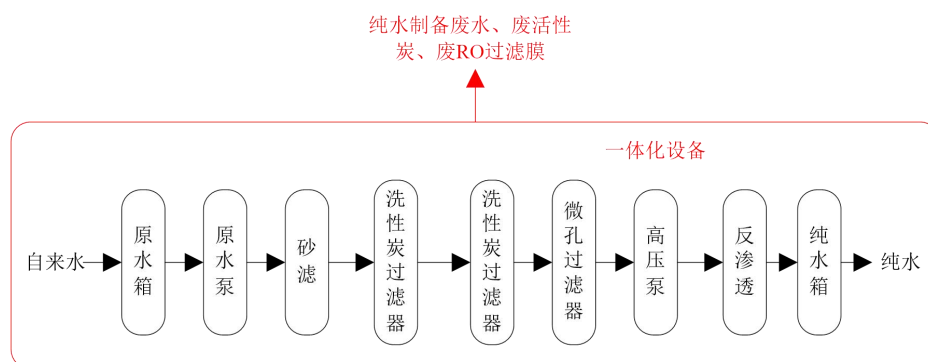 纯水制备废水、废活性
炭、废RO过滤膜
一体化设备
自来水
原水箱
原水泵
砂滤
洗性炭过滤器
洗性炭过滤器
微孔过滤器
高压泵
反渗透
纯水箱
纯水